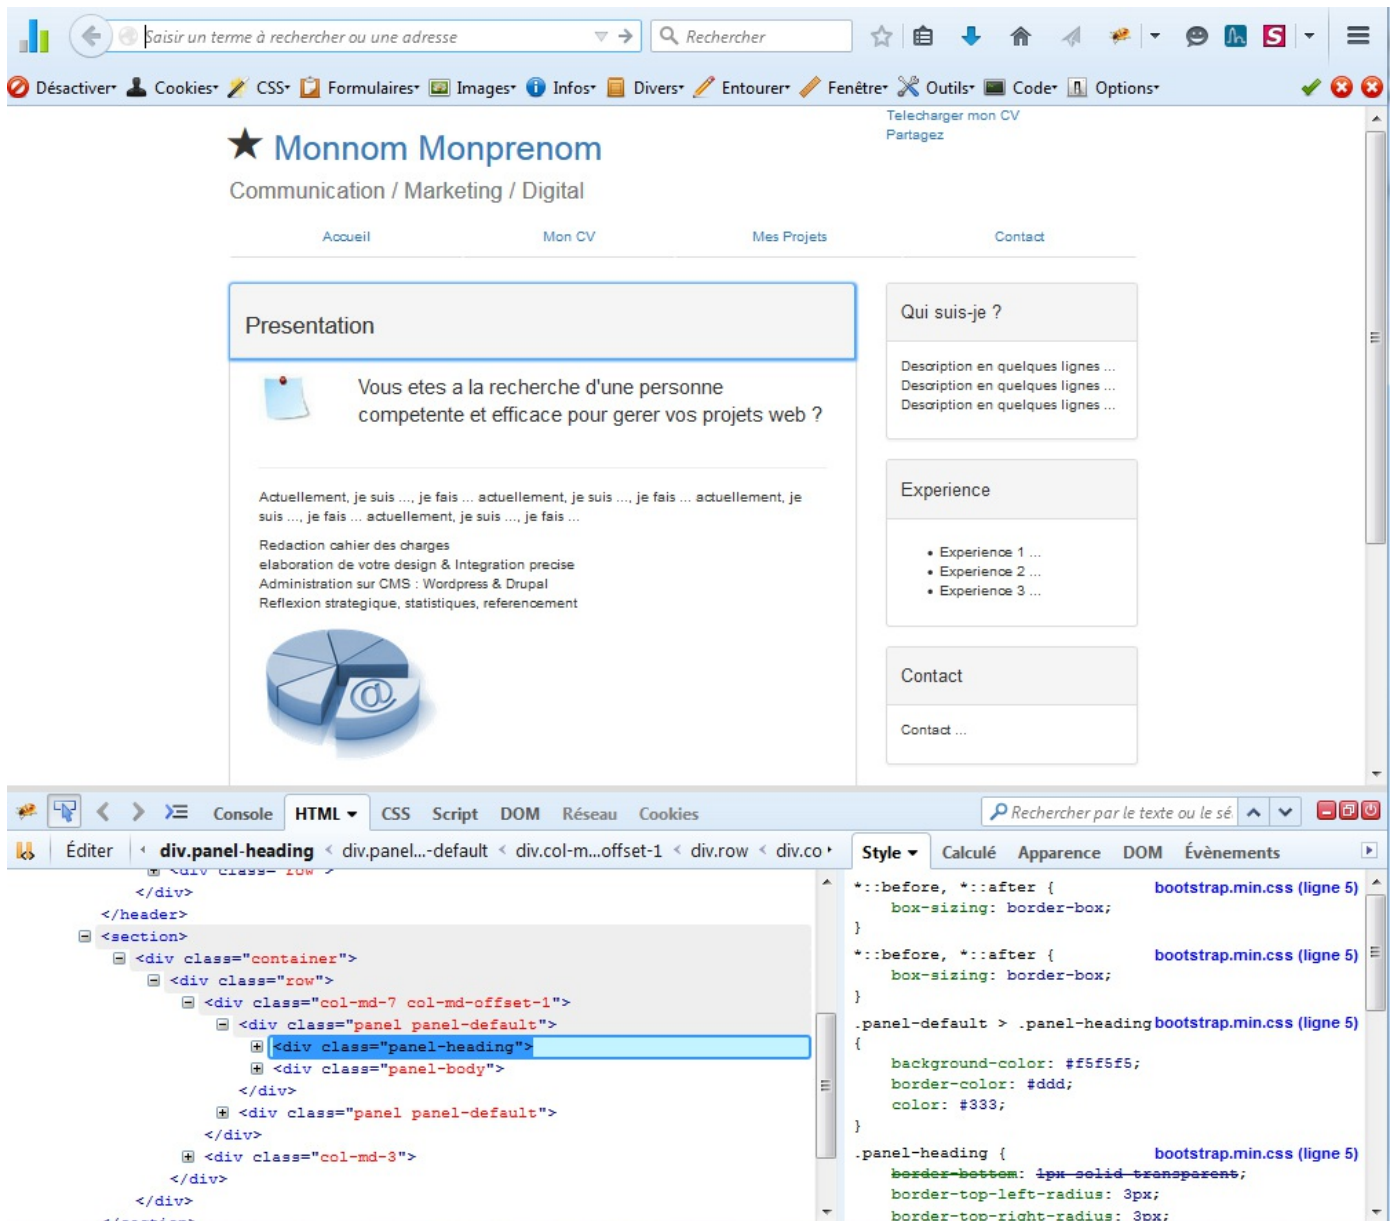 Saisir un terme à rechercher ou une adresse
Rechercher
Désactiver Cookies CSS Formulaires Images Infos Divers Entourer Fenêtre Outils Code Options
Telecharger mon CV
Partagez
Monnom Monprenom
Communication / Marketing / Digital
Accueil Mon CV Mes Projets Contact
Presentation
Vous etes a la recherche d'une personne
competente et efficace pour gerer vos projets web ?
Actuellement, je suis ..., je fais ... actuellement, je suis ..., je fais ... actuellement, je
suis ..., je fais ... actuellement, je suis ..., je fais ...
Redaction cahier des charges
elaboration de votre design & Integration precise
Administration sur CMS : Wordpress & Drupal
Reflexion strategique, statistiques, referencement
@
Qui suis-je ?
Description en quelques lignes ...
Description en quelques lignes ...
Description en quelques lignes ...
Experience
• Experience 1 ...
• Experience 2 ...
• Experience 3 ...
Contact
Contact ...
Console HTML CSS Script DOM Réseau Cookies
Rechercher par le texte ou le sé
Éditer div.panel-heading < div.panel...-default < div.col-m...offset-1 < div.row < div.co
Style Calculé Apparence DOM Évènements
<div class="row">
</div>
</header>
<section>
<div class="container">
<div class="row">
<div class="col-md-7 col-md-offset-1">
<div class="panel panel-default">
<div class="panel-heading">
<div class="panel-body">
</div>
<div class="panel panel-default">
</div>
<div class="col-md-3">
</div>
</div>
</section>
*::before, *::after { bootstrap.min.css (ligne 5)
box-sizing: border-box;
}
*::before, *::after { bootstrap.min.css (ligne 5)
box-sizing: border-box;
}
.panel-default > .panel-heading bootstrap.min.css (ligne 5)
{
background-color: #f5f5f5;
border-color: #ddd;
color: #333;
}
.panel-heading { bootstrap.min.css (ligne 5)
border-bottom: 1px solid transparent;
border-top-left-radius: 3px;
border-top-right-radius: 3px;